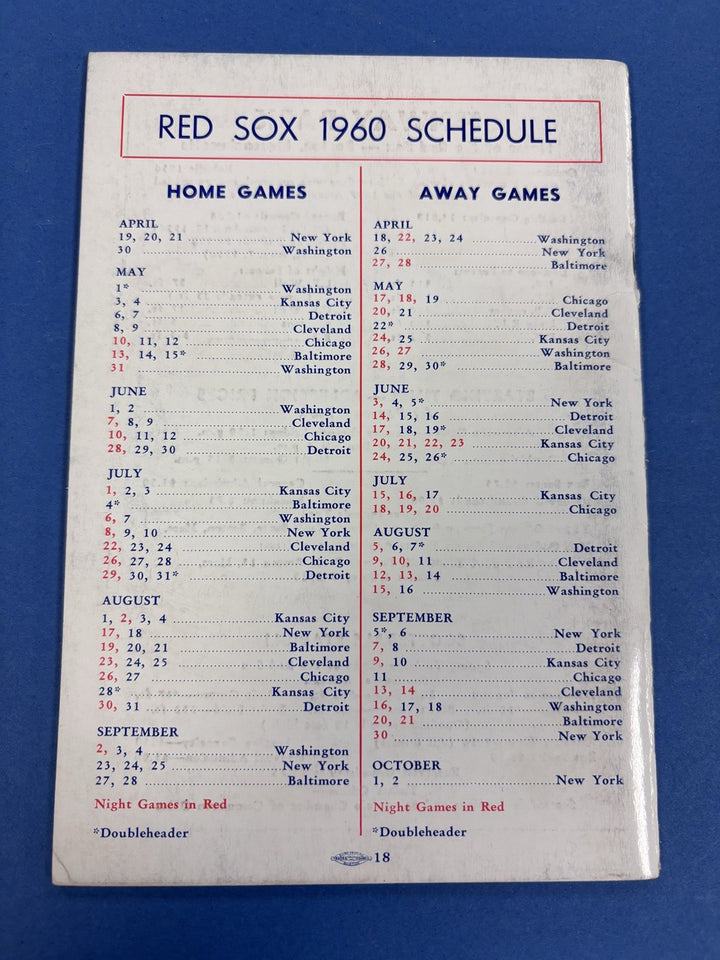 RED SOX 1960 SCHEDULE
HOME GAMES
APRIL
19, 20, 21 New York
30 Washington
MAY
1* Washington
3, 4 Kansas City
6, 7 Detroit
8, 9 Cleveland
10, 11, 12 Chicago
13, 14, 15* Baltimore
31 Washington
JUNE
1, 2 Washington
7, 8, 9 Cleveland
10, 11, 12 Chicago
28, 29, 30 Detroit
JULY
1, 2, 3 Kansas City
4* Baltimore
6, 7 Washington
8, 9, 10 New York
22, 23, 24 Cleveland
26, 27, 28 Chicago
29, 30, 31* Detroit
AUGUST
1, 2, 3, 4 Kansas City
17, 18 New York
19, 20, 21 Baltimore
23, 24, 25 Cleveland
26, 27 Chicago
28* Kansas City
30, 31 Detroit
SEPTEMBER
2, 3, 4 Washington
23, 24, 25 New York
27, 28 Baltimore
Night Games in Red
*Doubleheader
AWAY GAMES
APRIL
18, 22, 23, 24 Washington
26 New York
27, 28 Baltimore
MAY
17, 18, 19 Chicago
20, 21 Cleveland
22* Detroit
24, 25 Kansas City
26, 27 Washington
28, 29, 30* Baltimore
JUNE
3, 4, 5* New York
14, 15, 16 Detroit
17, 18, 19* Cleveland
20, 21, 22, 23 Kansas City
24, 25, 26* Chicago
JULY
15, 16, 17 Kansas City
18, 19, 20 Chicago
AUGUST
5, 6, 7* Detroit
9, 10, 11 Cleveland
12, 13, 14 Baltimore
15, 16 Washington
SEPTEMBER
5*, 6 New York
7, 8 Detroit
9, 10 Kansas City
11 Chicago
13, 14 Cleveland
16, 17, 18 Washington
20, 21 Baltimore
30 New York
OCTOBER
1, 2 New York
Night Games in Red
*Doubleheader
18